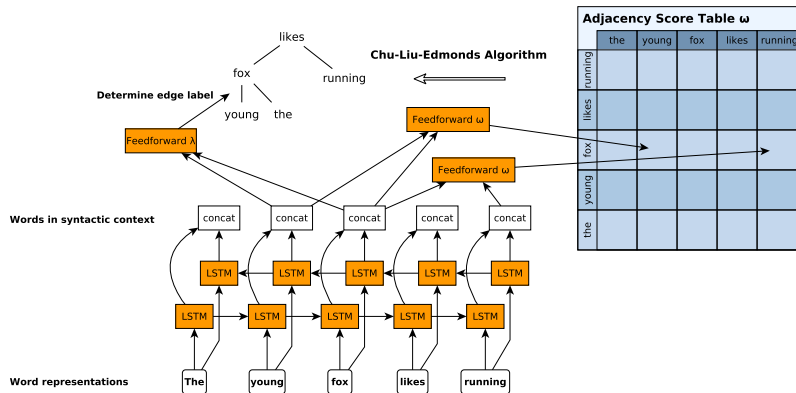 likes
fox
running
young
the
Determine edge label
Chu-Liu-Edmonds Algorithm
Adjacency Score Table ω
the young fox likes running
running
likes
fox
young
the
Feedforward λ
Feedforward ω
Feedforward ω
Words in syntactic context
concat concat concat concat concat
LSTM LSTM LSTM LSTM LSTM
LSTM LSTM LSTM LSTM LSTM
Word representations
The young fox likes running